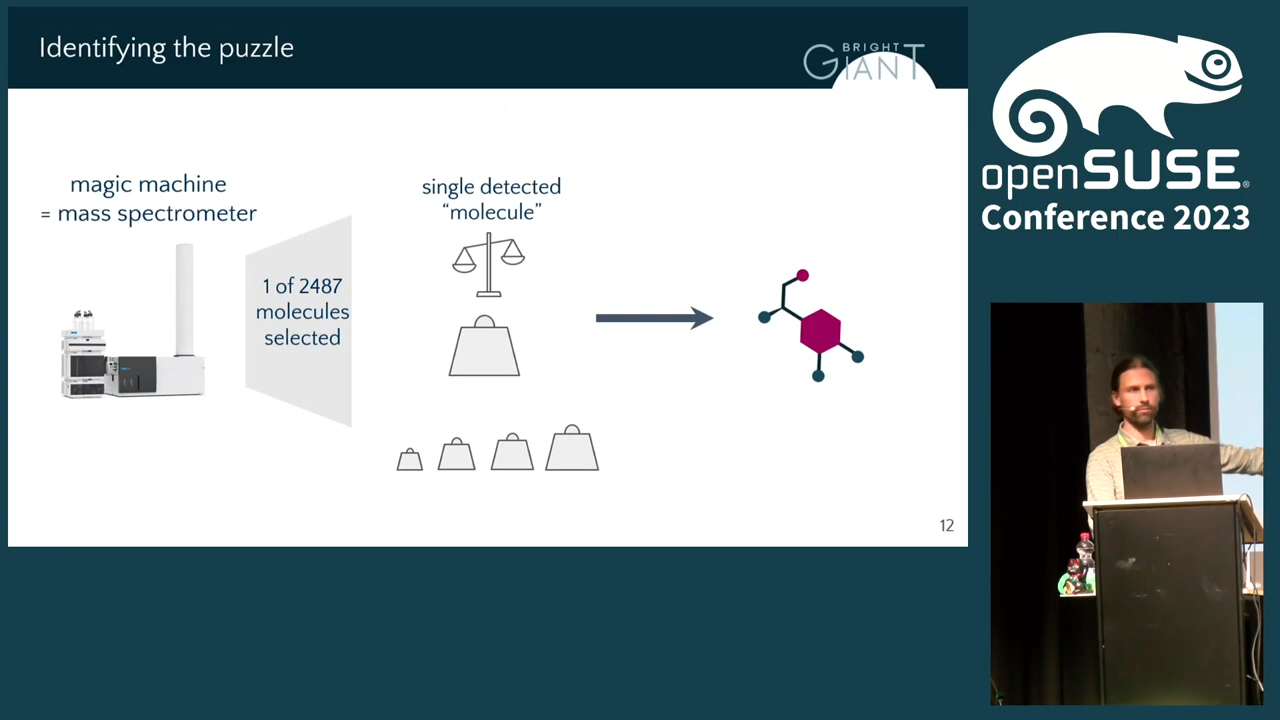 Identifying the puzzle
BRIGHT
GIANT
magic machine
= mass spectrometer
1 of 2487
molecules
selected
single detected
“molecule”
12
openSUSE®
Conference 2023